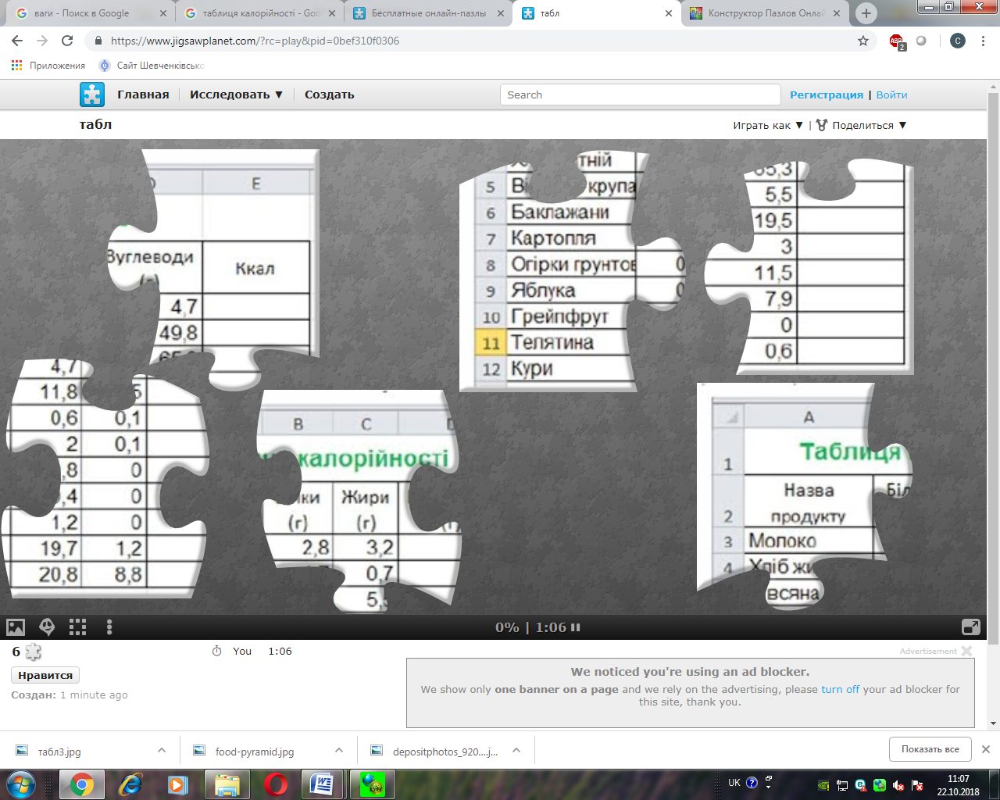 ваги - Поиск в Google
таблиця калорійності - Goo
Бесплатные онлайн-пазлы
табл
Конструктор Пазлов Онлай
https://www.jigsawplanet.com/?rc=play&pid=0bef310f0306
ABP
2
C
Приложения
Сайт Шевченківсько
Главная
Исследовать ▼
Создать
Search
Регистрация | Войти
табл
Играть как ▼ | Поделиться ▼
E
Вуглеводи
(г)
Ккал
4,7
49,8
тній
5 Ві крупа
6 Баклажани
7 Картопля
8 Огірки грунтов 0
9 Яблука 0
10 Грейпфрут
11 Телятина
12 Кури
65,3
5,5
19,5
3
11,5
7,9
0
0,6
4,7
11,8 5
0,6 0,1
2 0,1
,8 0
,4 0
1,2 0
19,7 1,2
20,8 8,8
B C D
калорійності
лки Жири
(г) (г)
2,8 3,2
0,7
5,
A
1 Таблиця
Назва Біл
2 продукту
3 Молоко
4 Хліб жи
всяна
0% | 1:06
6
You 1:06
Нравится
Создан: 1 minute ago
Advertisement
We noticed you're using an ad blocker.
We show only one banner on a page and we rely on the advertising, please turn off your ad blocker for
this site, thank you.
табл3.jpg
food-pyramid.jpg
depositphotos_920....j...
Показать все
UK
11:07
22.10.2018